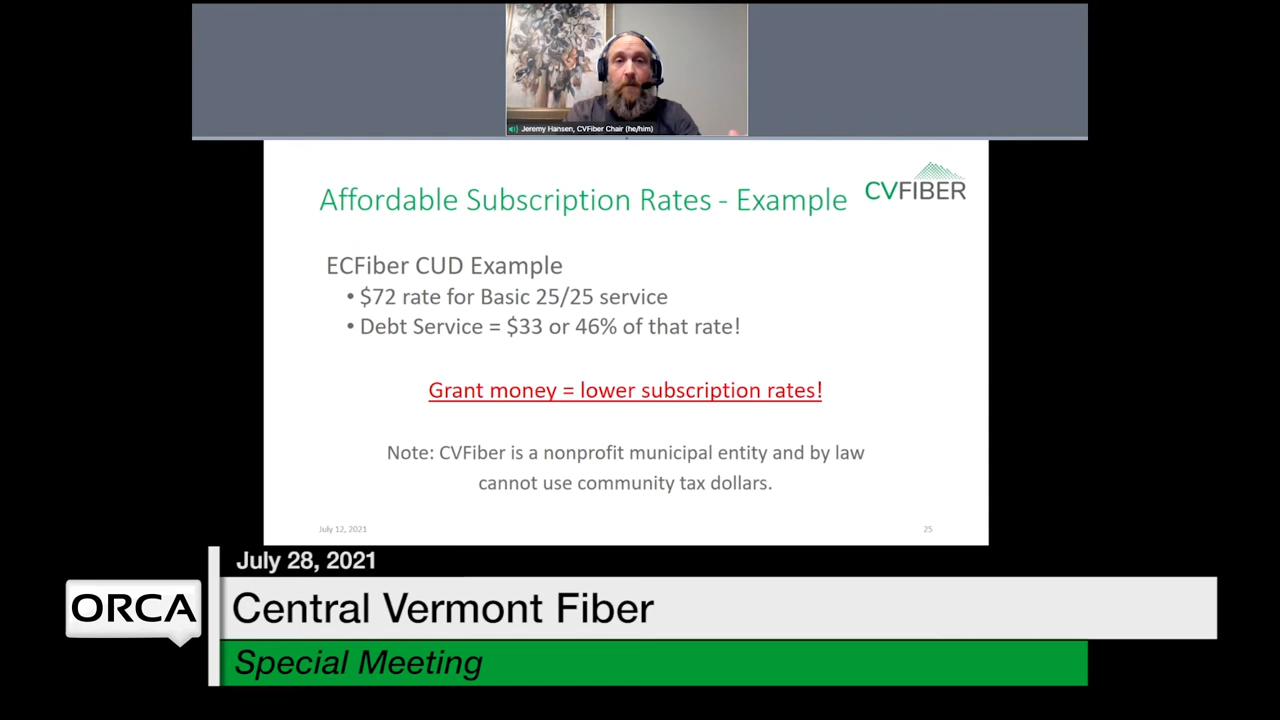 Jeremy Hansen, CVFiber Chair (he/him)
Affordable Subscription Rates - Example
CVFIBER
ECFiber CUD Example
• $72 rate for Basic 25/25 service
• Debt Service = $33 or 46% of that rate!
Grant money = lower subscription rates!
Note: CVFiber is a nonprofit municipal entity and by law
cannot use community tax dollars.
July 12, 2021
25
July 28, 2021
ORCA
Central Vermont Fiber
Special Meeting